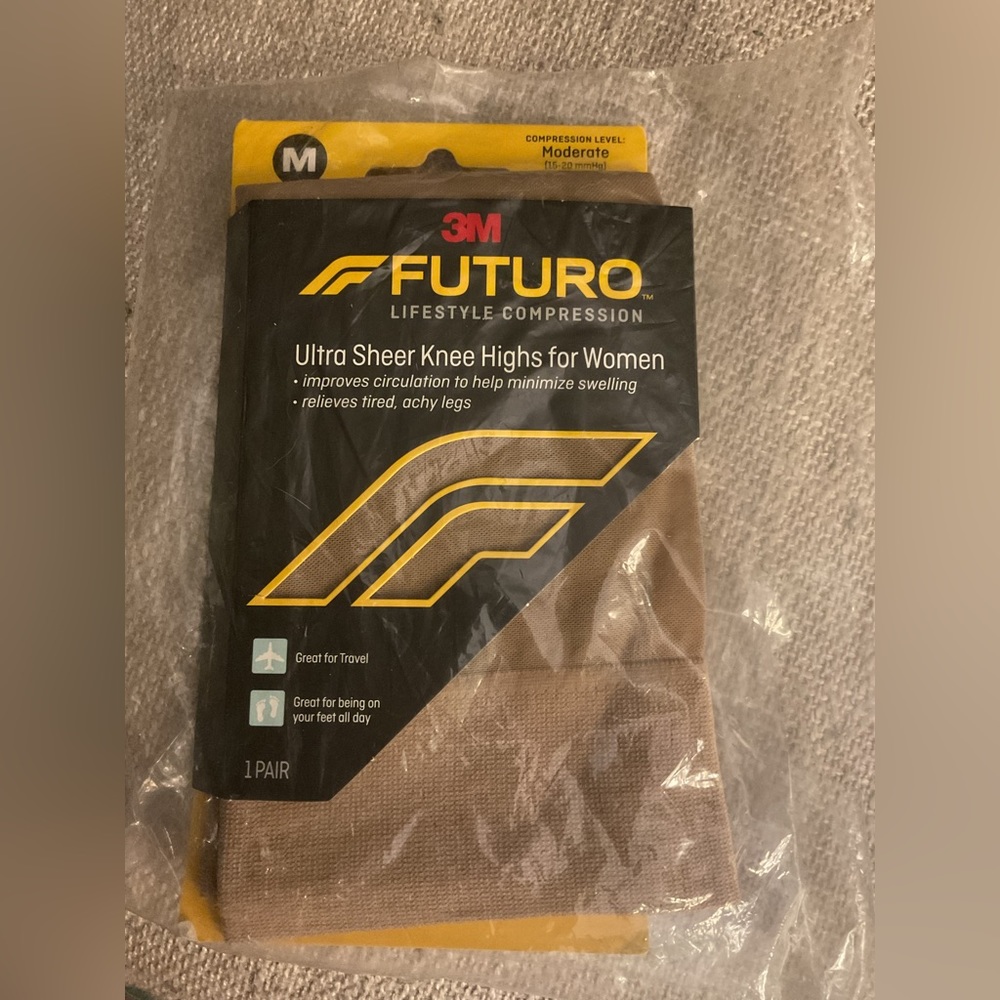 M
COMPRESSION LEVEL:
Moderate
(15-20 mmHg)
3M
FUTURO™
LIFESTYLE COMPRESSION
Ultra Sheer Knee Highs for Women
• improves circulation to help minimize swelling
• relieves tired, achy legs
Great for Travel
Great for being on
your feet all day
1 PAIR